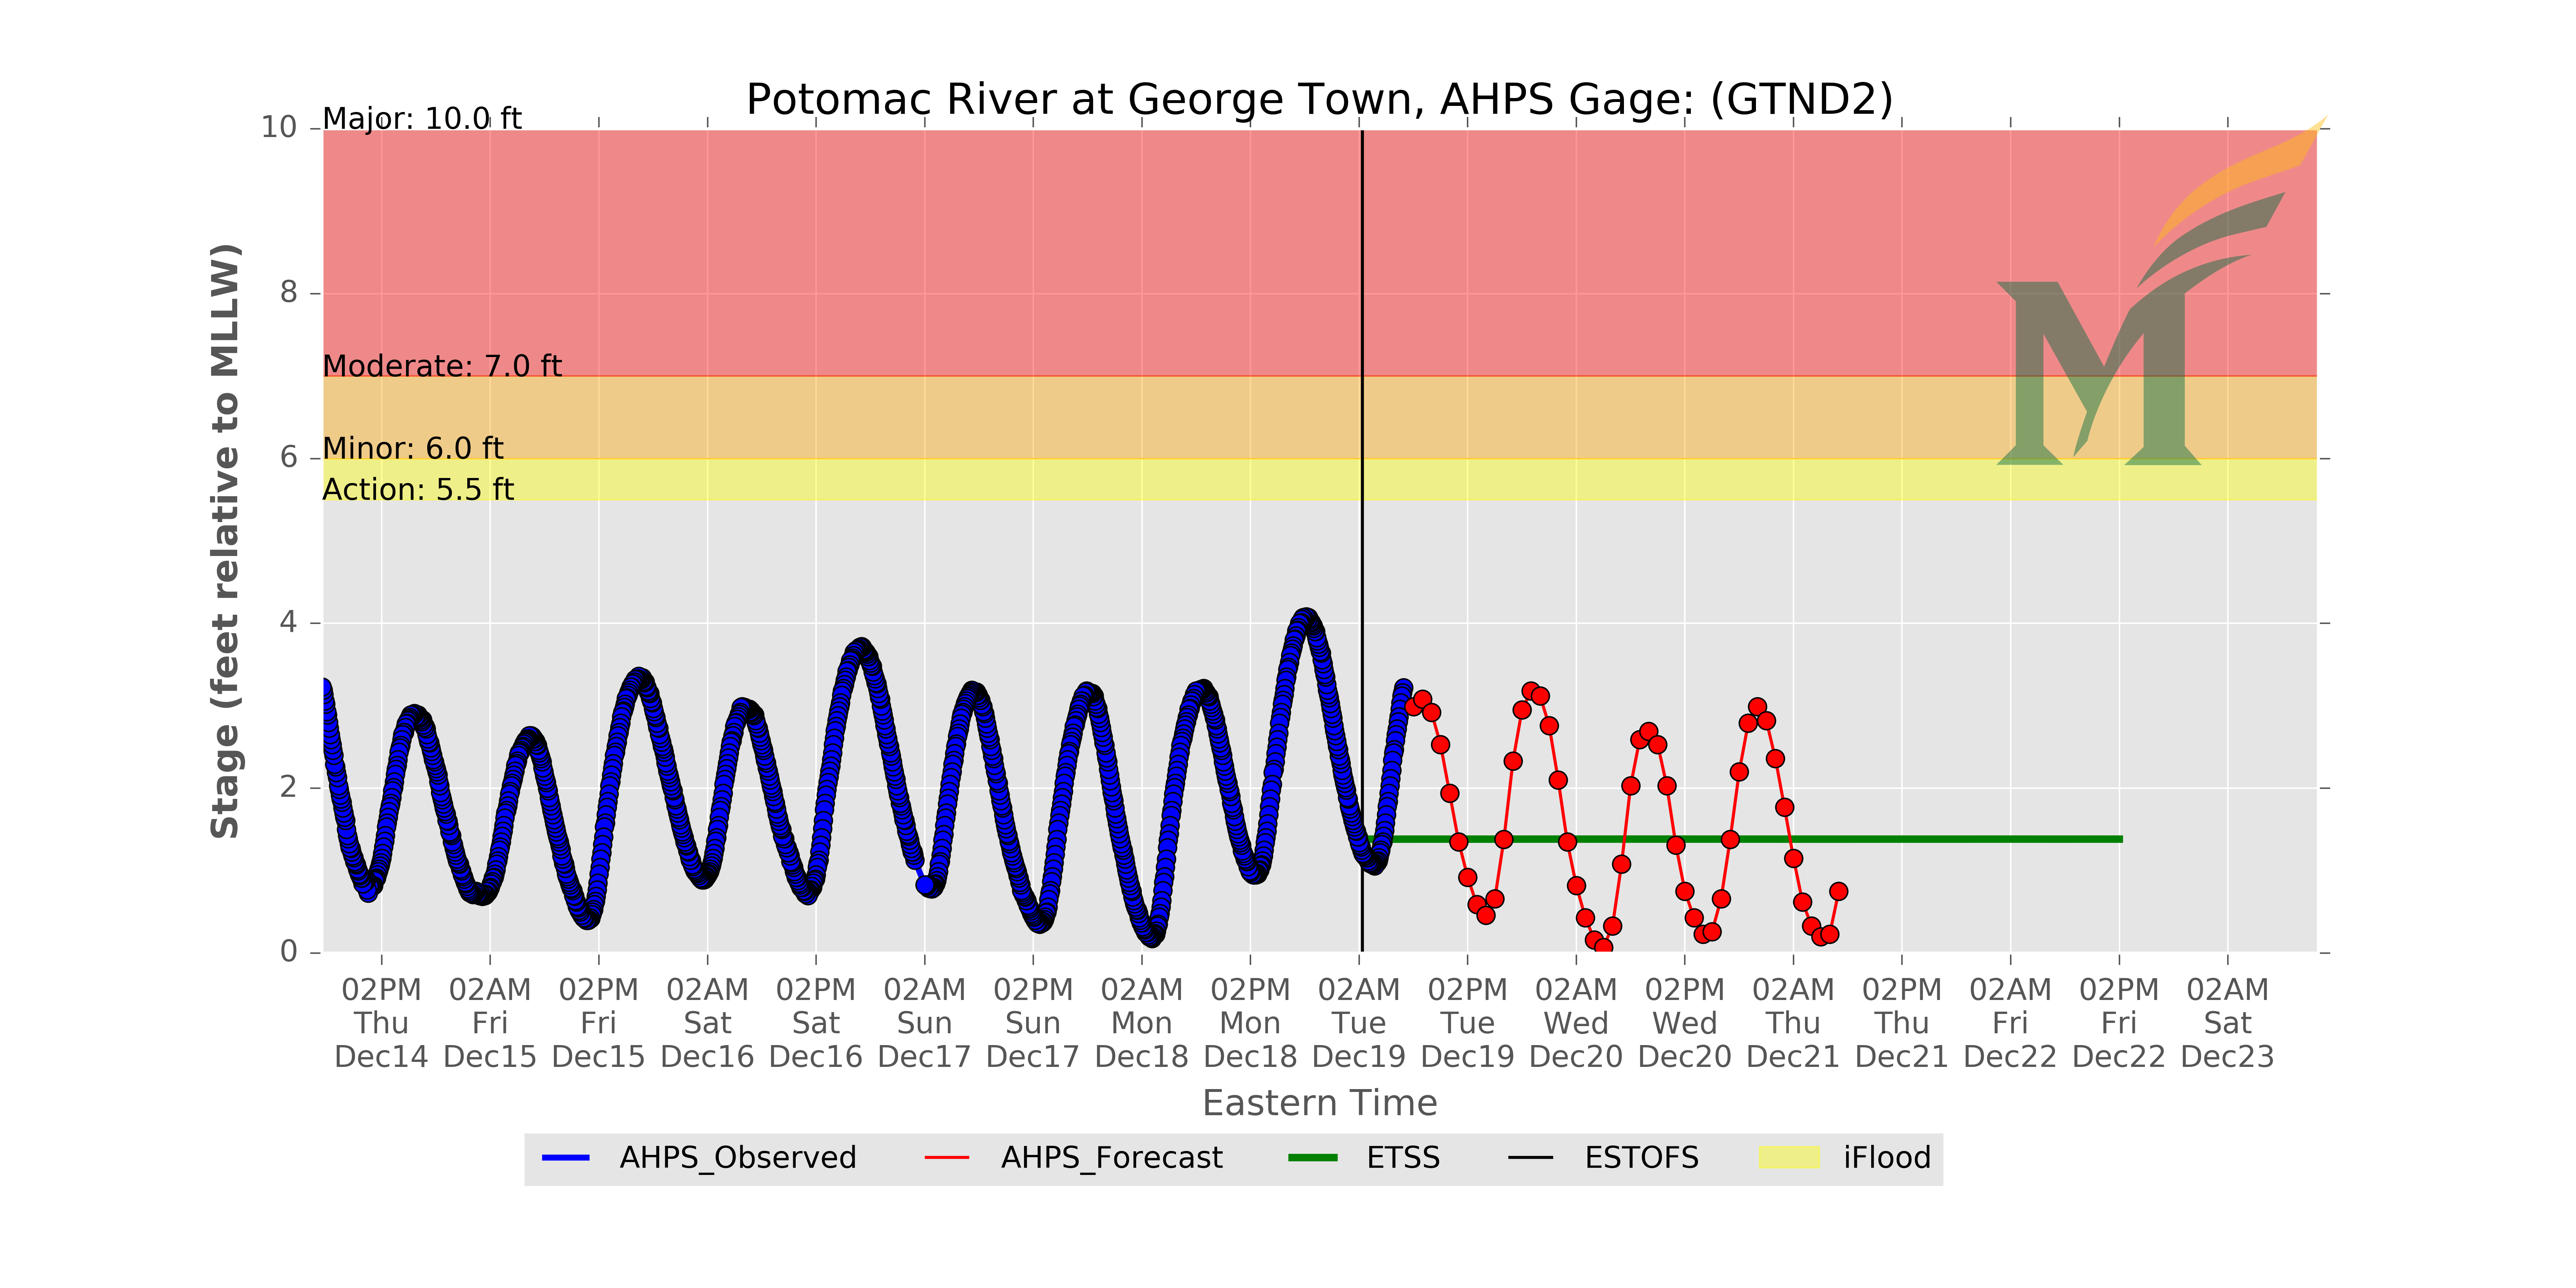 Potomac River at George Town, AHPS Gage: (GTND2)
Major: 10.0 ft
Moderate: 7.0 ft
Minor: 6.0 ft
Action: 5.5 ft
Stage (feet relative to MLLW)
10
8
6
4
2
0
02PM 02AM 02PM 02AM 02PM 02AM 02PM 02AM 02PM 02AM 02PM 02AM 02PM 02AM 02PM 02AM 02PM 02AM
Thu Fri Fri Sat Sat Sun Sun Mon Mon Tue Tue Wed Wed Thu Thu Fri Fri Sat
Dec14 Dec15 Dec15 Dec16 Dec16 Dec17 Dec17 Dec18 Dec18 Dec19 Dec19 Dec20 Dec20 Dec21 Dec21 Dec22 Dec22 Dec23
Eastern Time
AHPS_Observed AHPS_Forecast ETSS ESTOFS iFlood
M